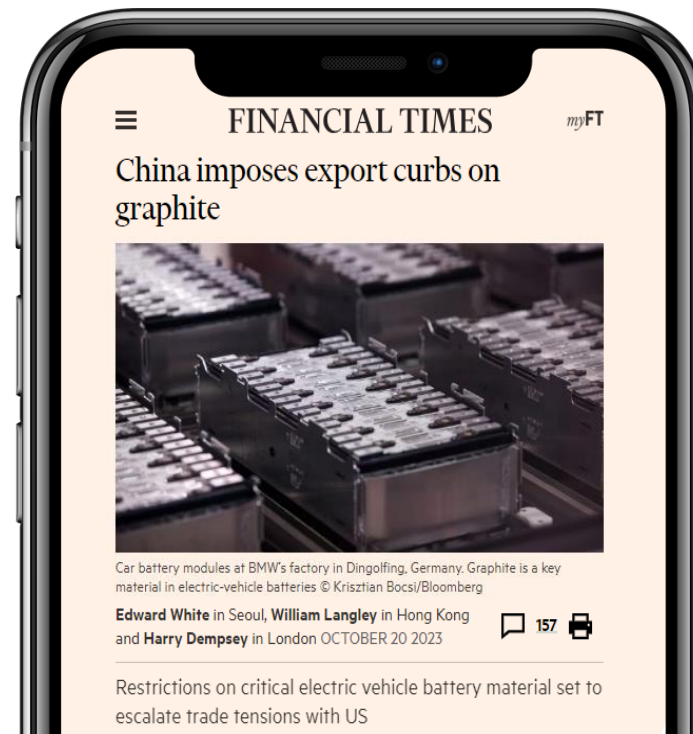 FINANCIAL TIMES
myFT
China imposes export curbs on
graphite
Car battery modules at BMW's factory in Dingolfing, Germany. Graphite is a key
material in electric-vehicle batteries © Krisztian Bocsi/Bloomberg
Edward White in Seoul, William Langley in Hong Kong
and Harry Dempsey in London OCTOBER 20 2023
157
Restrictions on critical electric vehicle battery material set to
escalate trade tensions with US